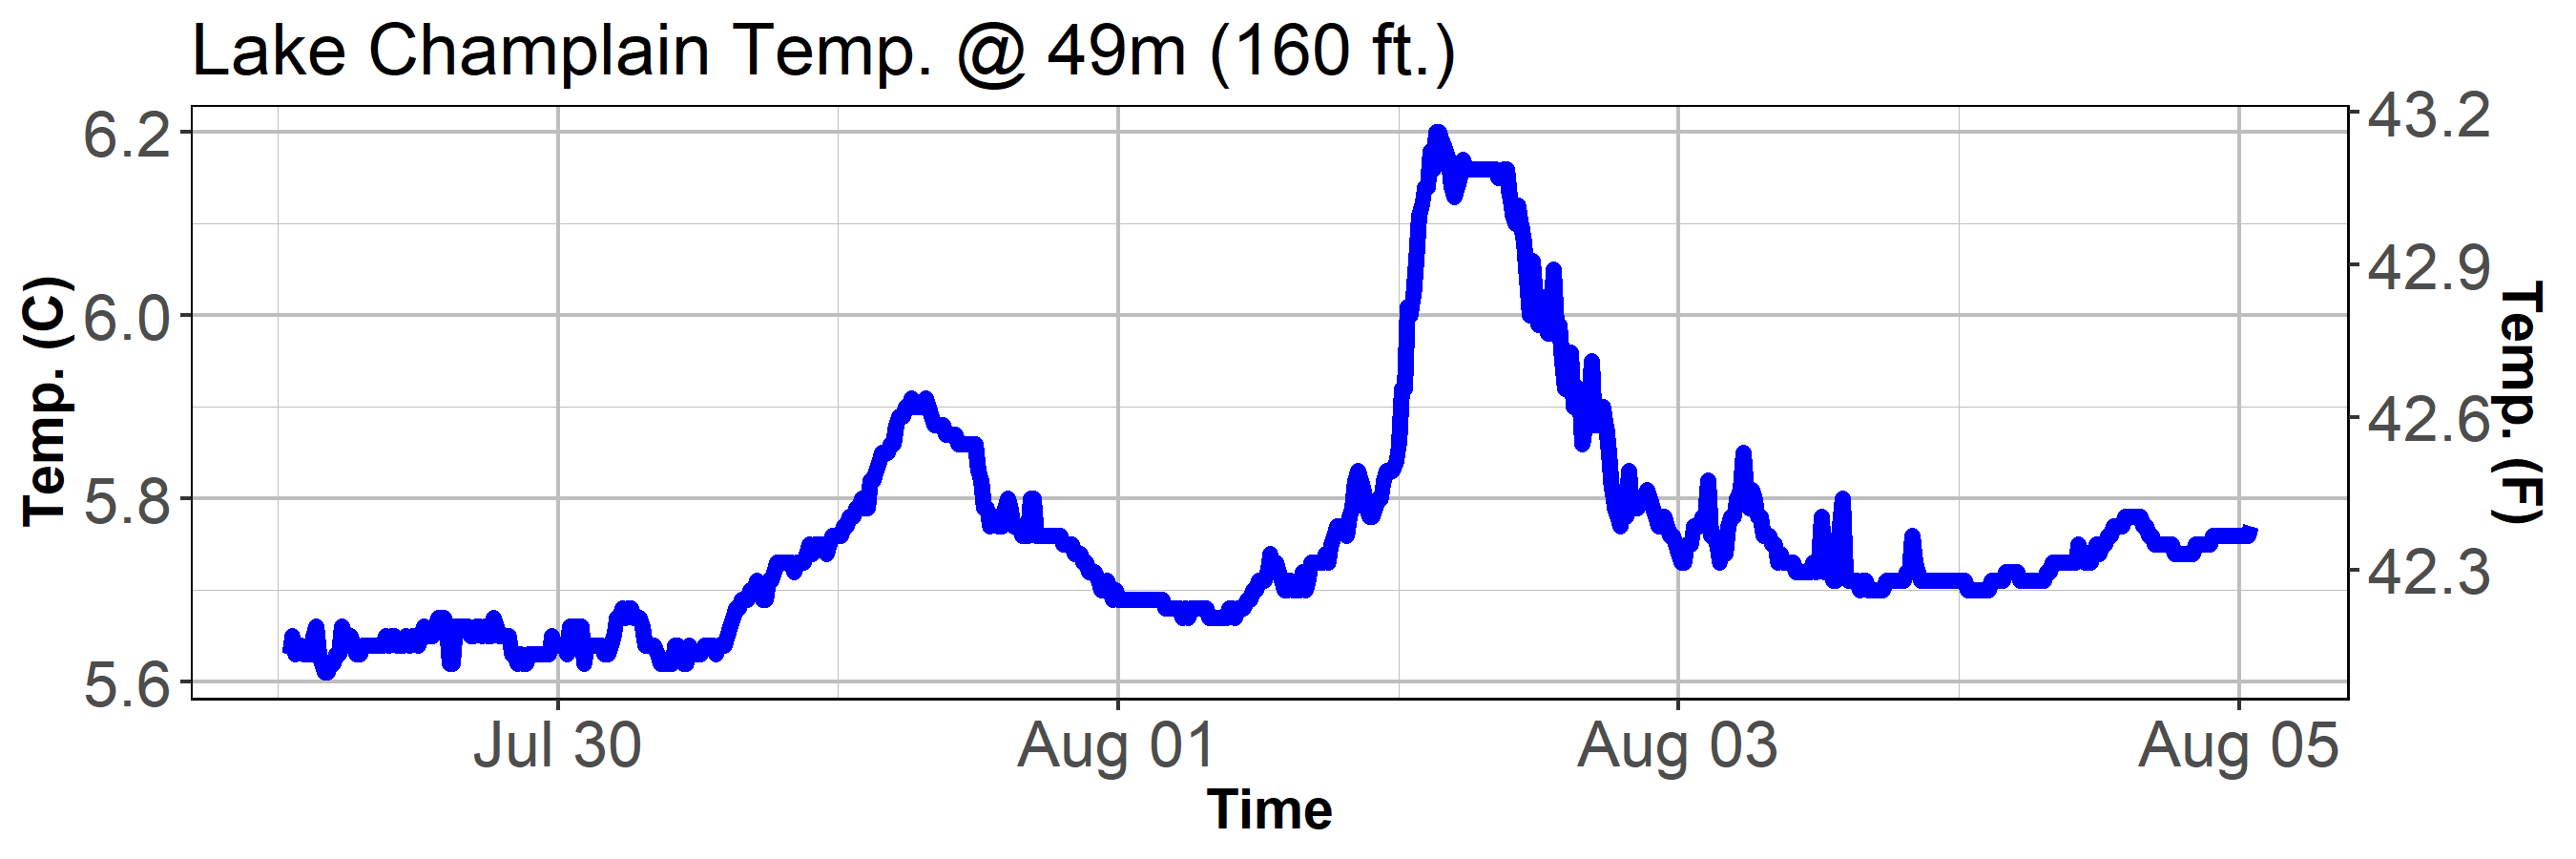 Lake Champlain Temp. @ 49m (160 ft.)
Temp. (C)
6.2
6.0
5.8
5.6
43.2
42.9
42.6
42.3
Temp. (F)
Jul 30
Aug 01
Aug 03
Aug 05
Time